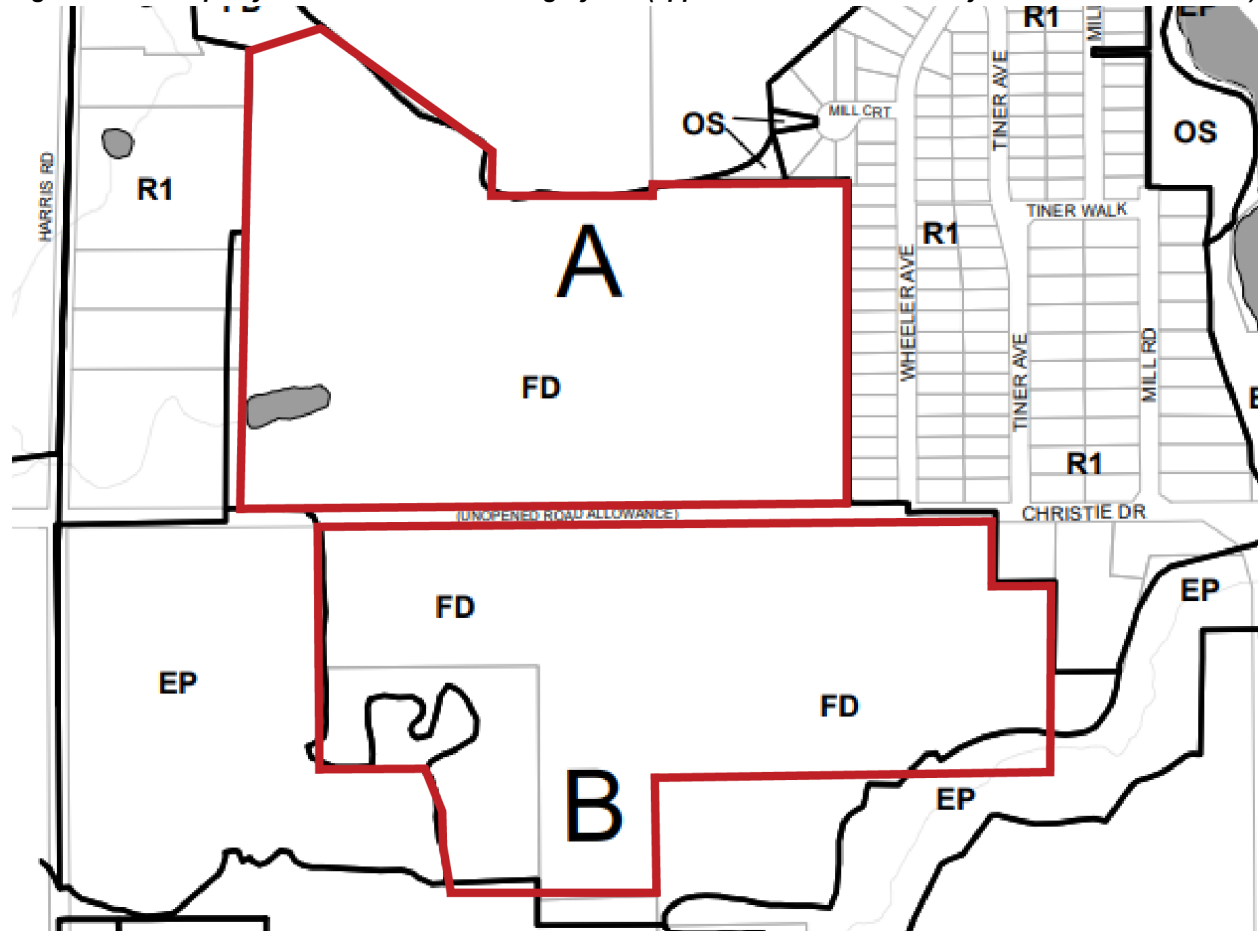 R1
TINER AVE
OS
MILL CRT
OS
HARRIS RD
R1
TINER WALK
R1
A
WHEELER AVE
FD
TINER AVE
MILL RD
R1
(UNOPENED ROAD ALLOWANCE)
CHRISTIE DR
EP
FD
EP
FD
B
EP